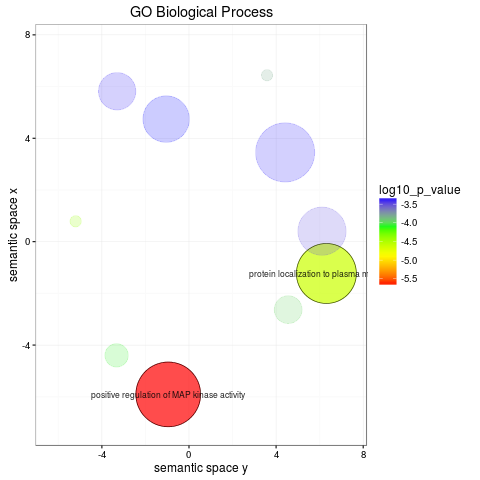 GO Biological Process
8
4
0
-4
semantic space x
protein localization to plasma m
positive regulation of MAP kinase activity
-4
0
4
8
semantic space y
log10_p_value
-3.5
-4.0
-4.5
-5.0
-5.5